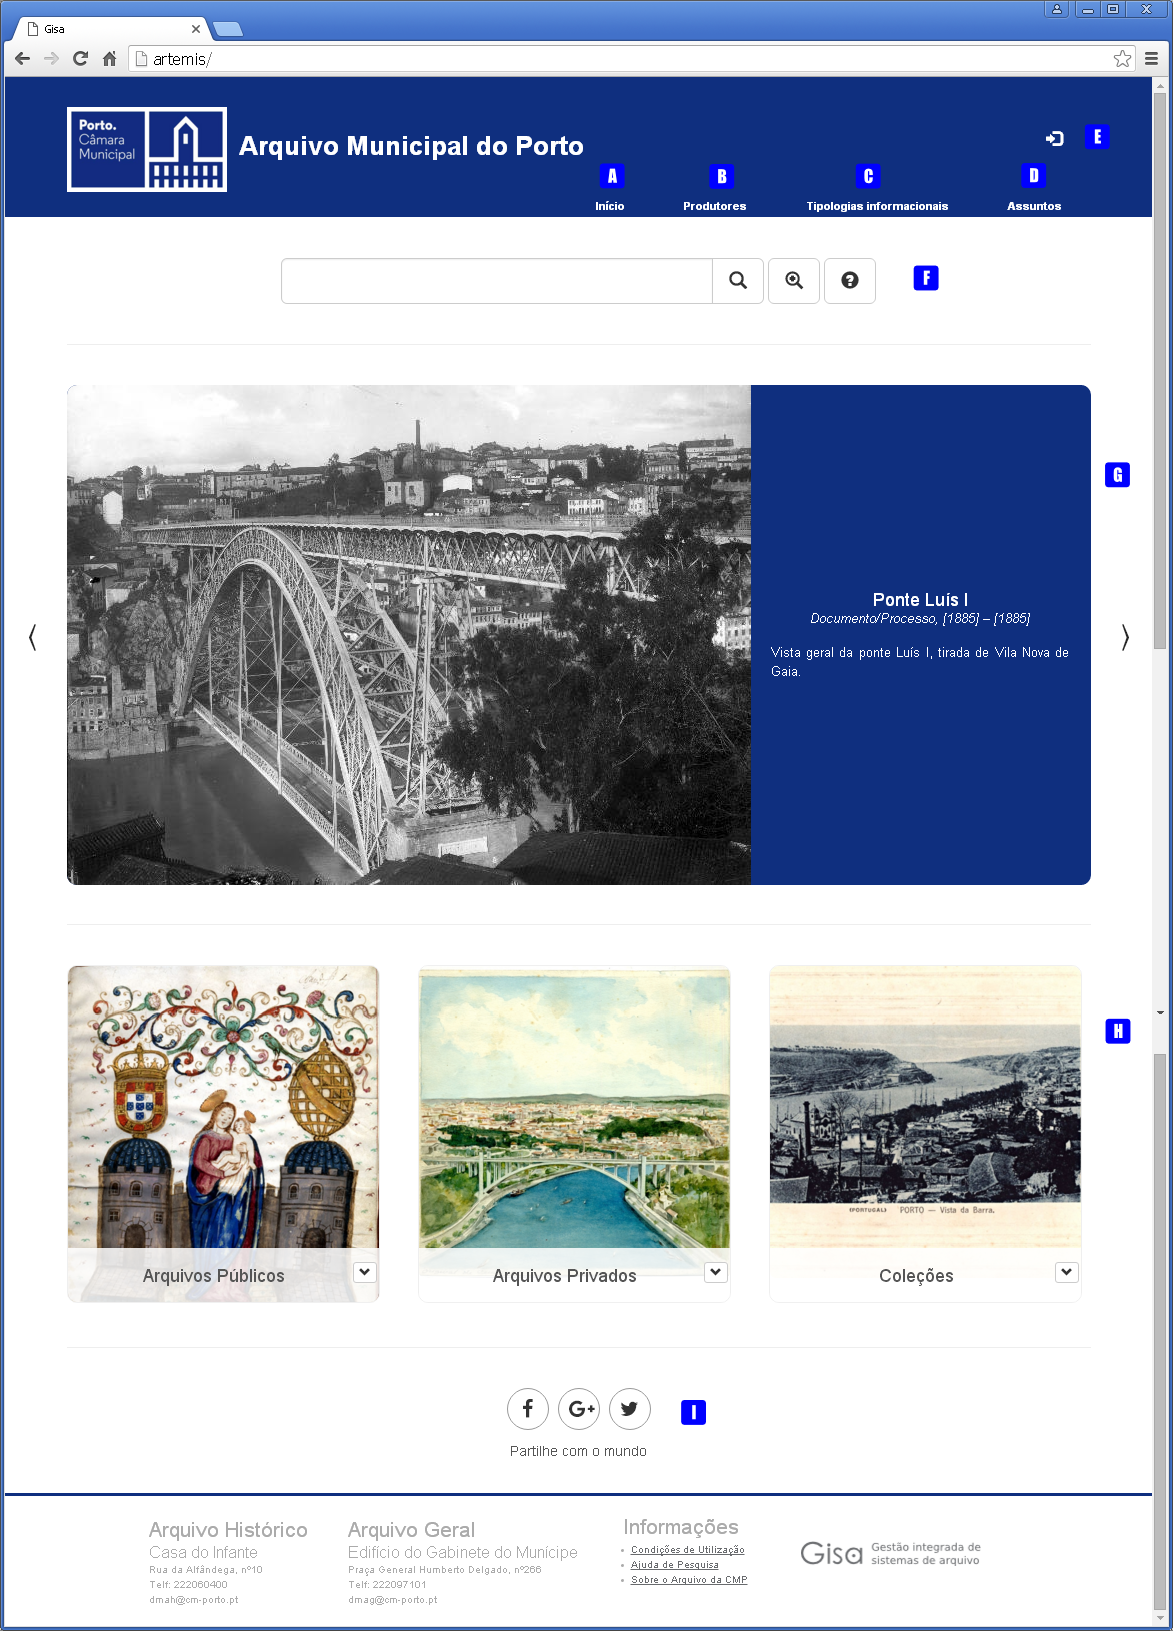 Gisa
artemis/
Porto.
Câmara
Municipal
Arquivo Municipal do Porto
E
A B C D
Início Produtores Tipologias informacionais Assuntos
F
G
Ponte Luís I
Documento/Processo, [1885] – [1885]
Vista geral da ponte Luís I, tirada de Vila Nova de
Gaia.
H
(PORTUGAL) PORTO — Vista da Barra.
Arquivos Públicos Arquivos Privados Coleções
I
Partilhe com o mundo
Arquivo Histórico
Casa do Infante
Rua da Alfândega, nº10
Telf: 222060400
dmah@cm-porto.pt
Arquivo Geral
Edifício do Gabinete do Munícipe
Praça General Humberto Delgado, nº266
Telf: 222097101
dmag@cm-porto.pt
Informações
Condições de Utilização
Ajuda de Pesquisa
Sobre o Arquivo da CMP
Gisa Gestão integrada de
sistemas de arquivo